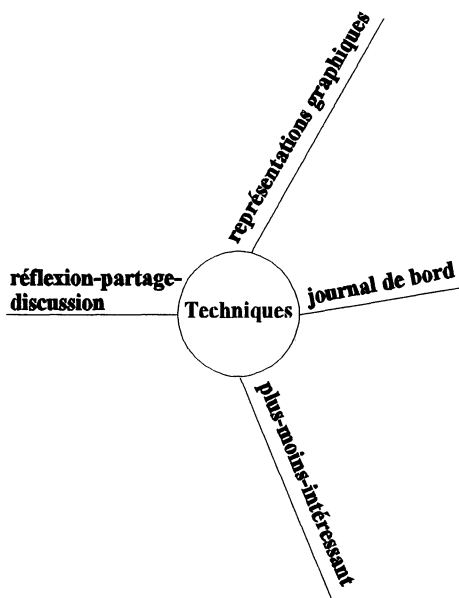 représentations graphiques
réflexion-partage-
discussion
Techniques
journal de bord
plus-moins-intéressant